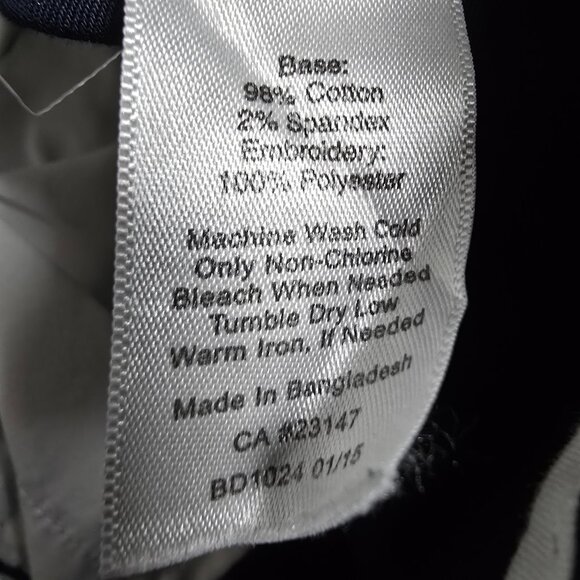 Base:
98% Cotton
2% Spandex
Embroidery:
100% Polyester
Machine Wash Cold
Only Non-Chlorine
Bleach When Needed
Tumble Dry Low
Warm Iron, If Needed
Made In Bangladesh
CA #23147
BD1024 01/15